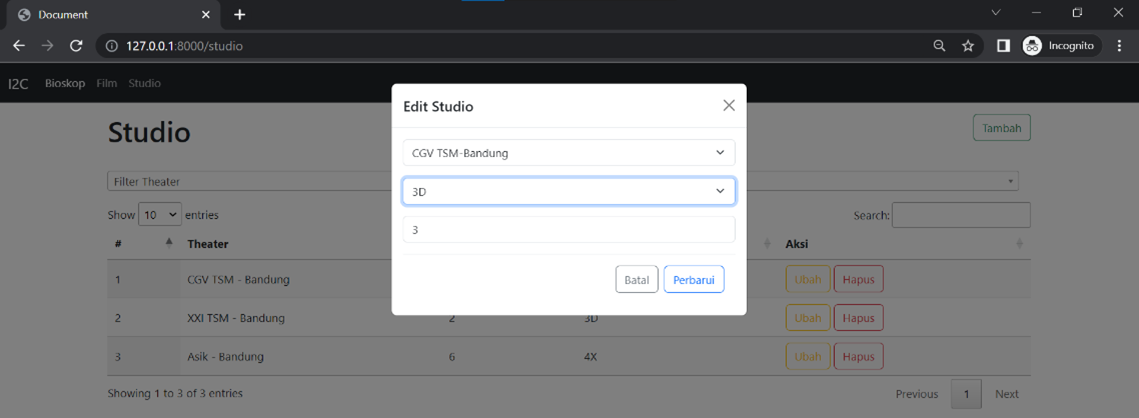 Document
127.0.0.1:8000/studio
Incognito
I2C Bioskop Film Studio
Edit Studio
Studio
Tambah
CGV TSM-Bandung
Filter Theater
3D
Show 10 entries
Search:
3
# Theater Aksi
1 CGV TSM - Bandung Ubah Hapus
Batal Perbarui
2 XXI TSM - Bandung 2 3D Ubah Hapus
3 Asik - Bandung 6 4X Ubah Hapus
Showing 1 to 3 of 3 entries
Previous 1 Next